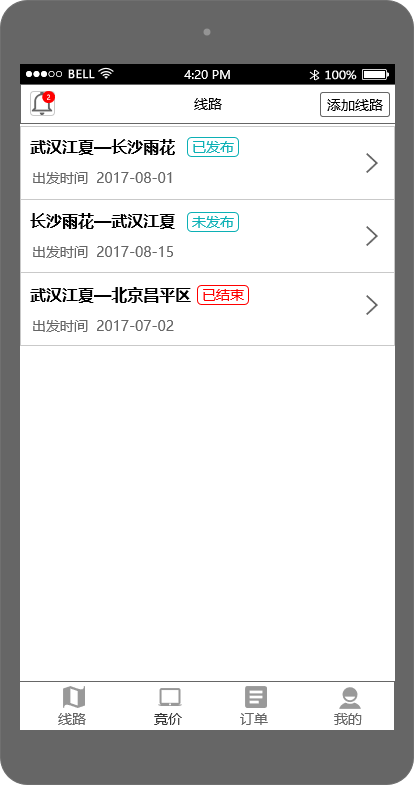 BELL 4:20 PM 100%
2 线路 添加线路
武汉江夏—长沙雨花 已发布
出发时间 2017-08-01
长沙雨花—武汉江夏 未发布
出发时间 2017-08-15
武汉江夏—北京昌平区 已结束
出发时间 2017-07-02
线路 竞价 订单 我的